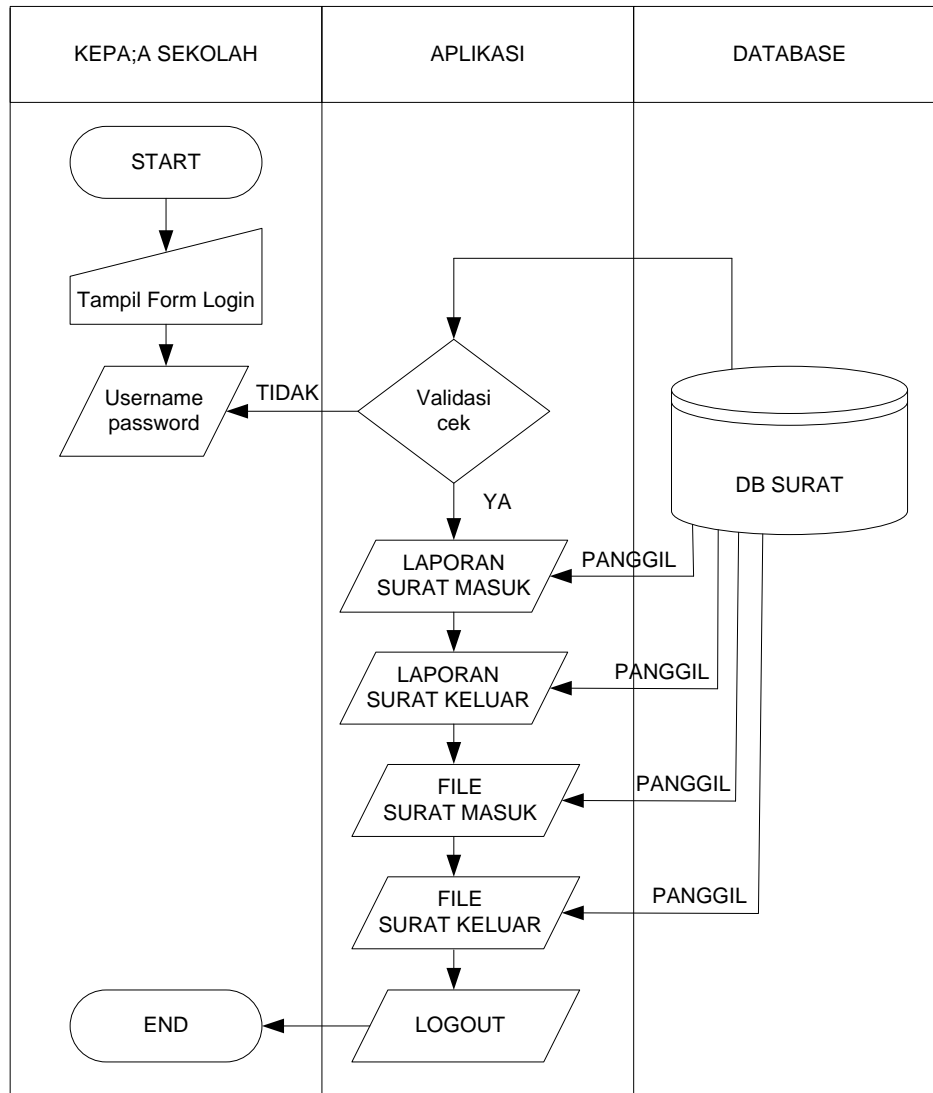 KEPA;A SEKOLAH
APLIKASI
DATABASE
START
Tampil Form Login
Username
password
TIDAK
Validasi
cek
DB SURAT
YA
LAPORAN
SURAT MASUK
PANGGIL
LAPORAN
SURAT KELUAR
PANGGIL
FILE
SURAT MASUK
PANGGIL
FILE
SURAT KELUAR
PANGGIL
END
LOGOUT